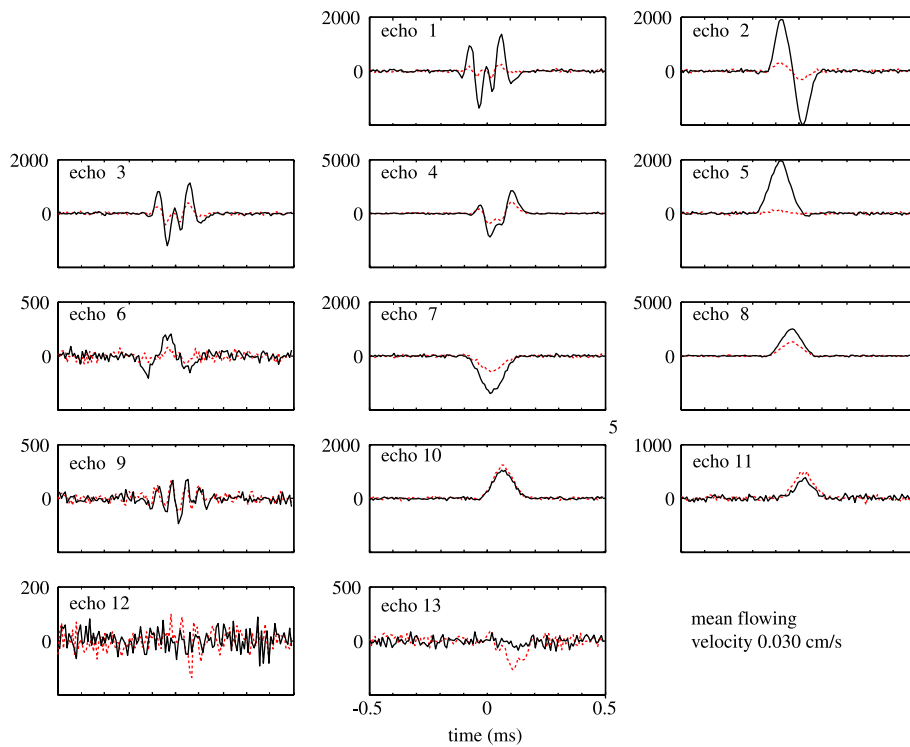 2000
0
echo 1
2000
0
echo 2
2000
0
echo 3
5000
0
echo 4
2000
0
echo 5
500
0
echo 6
2000
0
echo 7
5000
0
echo 8
5
500
0
echo 9
2000
0
echo 10
1000
0
echo 11
200
0
echo 12
500
0
echo 13
mean flowing
velocity 0.030 cm/s
-0.5 0 0.5
time (ms)